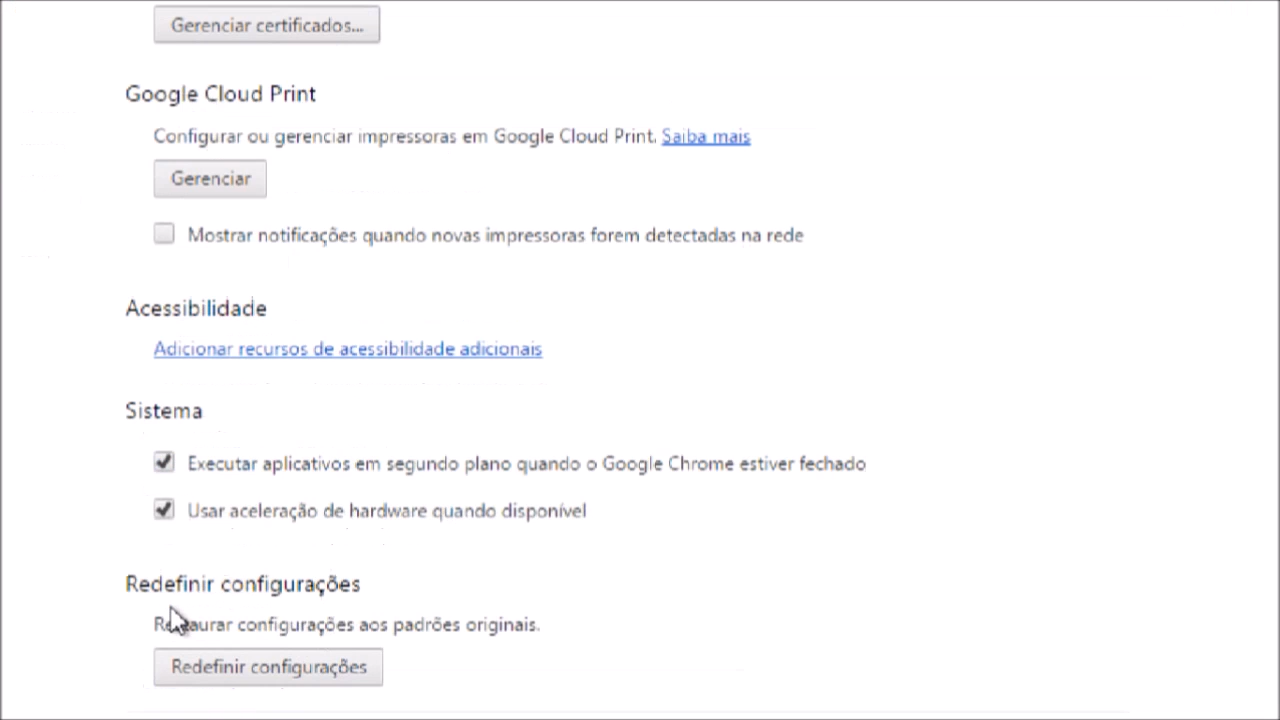 Gerenciar certificados...
Google Cloud Print
Configurar ou gerenciar impressoras em Google Cloud Print. Saiba mais
Gerenciar
Mostrar notificações quando novas impressoras forem detectadas na rede
Acessibilidade
Adicionar recursos de acessibilidade adicionais
Sistema
Executar aplicativos em segundo plano quando o Google Chrome estiver fechado
Usar aceleração de hardware quando disponível
Redefinir configurações
Restaurar configurações aos padrões originais.
Redefinir configurações